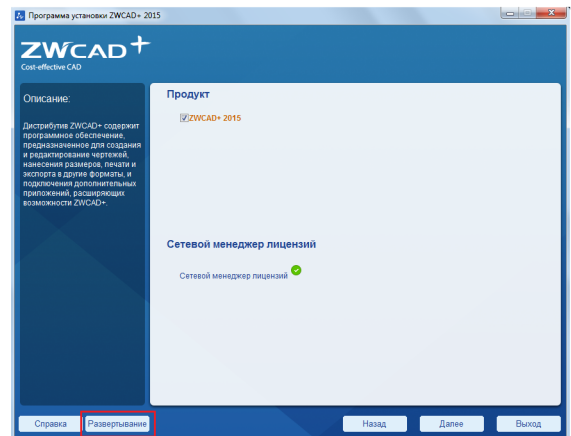 Программа установки ZWCAD+ 2015
ZWCAD+
Cost-effective CAD
Описание:
Дистрибутив ZWCAD+ содержит
программное обеспечение,
предназначенное для создания
и редактирование чертежей,
нанесения размеров, печати и
экспорта в другие форматы, и
подключения дополнительных
приложений, расширяющих
возможности ZWCAD+.
Продукт
ZWCAD+ 2015
Сетевой менеджер лицензий
Сетевой менеджер лицензий
Справка
Развертывание
Назад
Далее
Выход